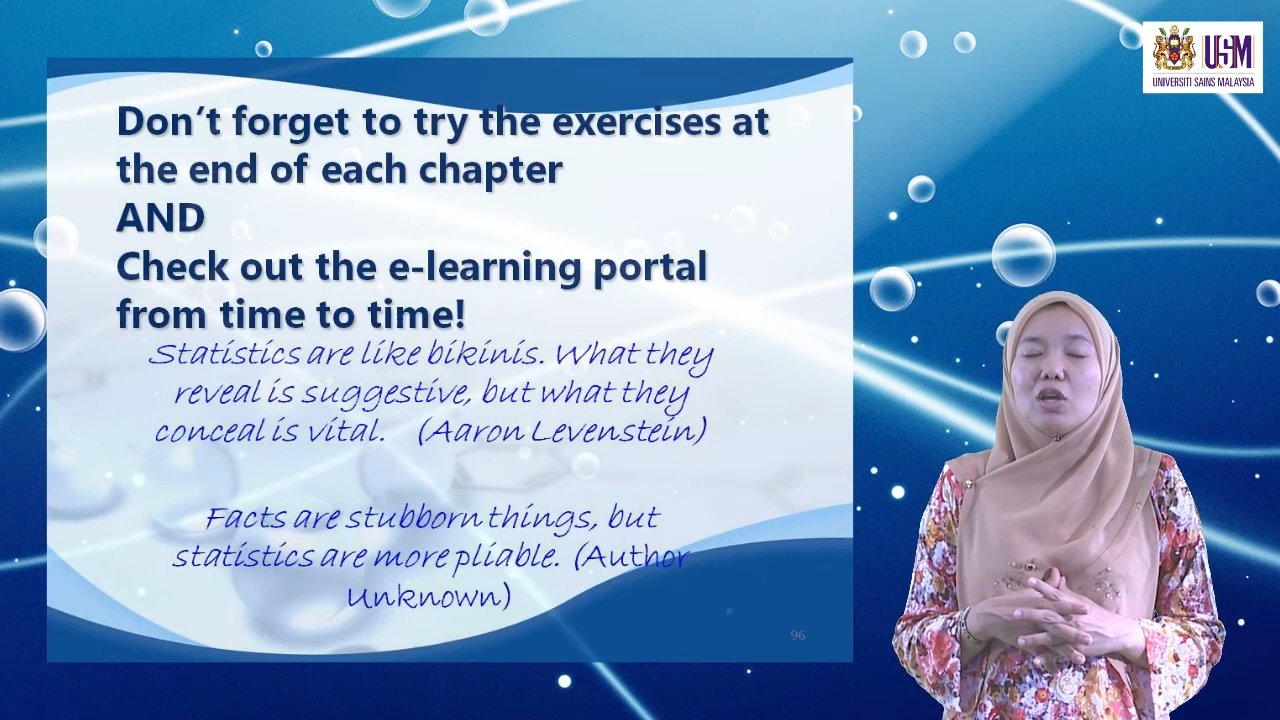 USM
UNIVERSITI SAINS MALAYSIA
Don’t forget to try the exercises at
the end of each chapter
AND
Check out the e-learning portal
from time to time!
Statistics are like bikinis. What they
reveal is suggestive, but what they
conceal is vital. (Aaron Levenstein)
Facts are stubborn things, but
statistics are more pliable. (Author
Unknown)
96